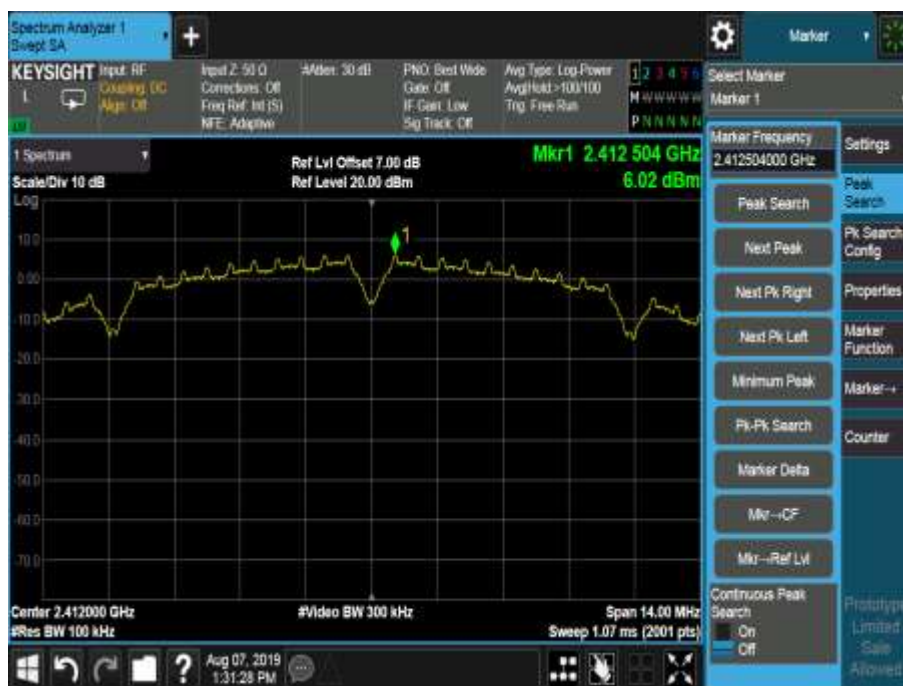 Spectrum Analyzer 1
Swept SA
Marker
KEYSIGHT
Input: RF
Coupling: DC
Align: Off
Input Z: 50 Ω
Corrections: Off
Freq Ref: Int (S)
NFE: Adaptive
#Atten: 30 dB
PNO: Best Wide
Gate: Off
IF Gain: Low
Sig Track: Off
Avg Type: Log-Power
Avg|Hold: >100/100
Trig: Free Run
1 2 3 4 5 6
M W W W W W
P N N N N N
Select Marker
Marker 1
1 Spectrum
Scale/Div 10 dB
Log
Ref Lvl Offset 7.00 dB
Ref Level 20.00 dBm
Mkr1 2.412 504 GHz
6.02 dBm
1
10.0
0.00
-10.0
-20.0
-40.0
-50.0
-60.0
-70.0
Center 2.412000 GHz
#Res BW 100 kHz
#Video BW 300 kHz
Span 14.00 MHz
Sweep 1.07 ms (2001 pts)
Marker Frequency
2.412504000 GHz
Peak Search
Next Peak
Next Pk Right
Next Pk Left
Minimum Peak
Pk-Pk Search
Marker Delta
Mkr→CF
Mkr→Ref Lvl
Continuous Peak
Search
On
Off
Settings
Peak
Search
Pk Search
Config
Properties
Marker
Function
Marker→
Counter
Prototype
Limited
Sale
Allowed
?
Aug 07, 2019
1:31:28 PM